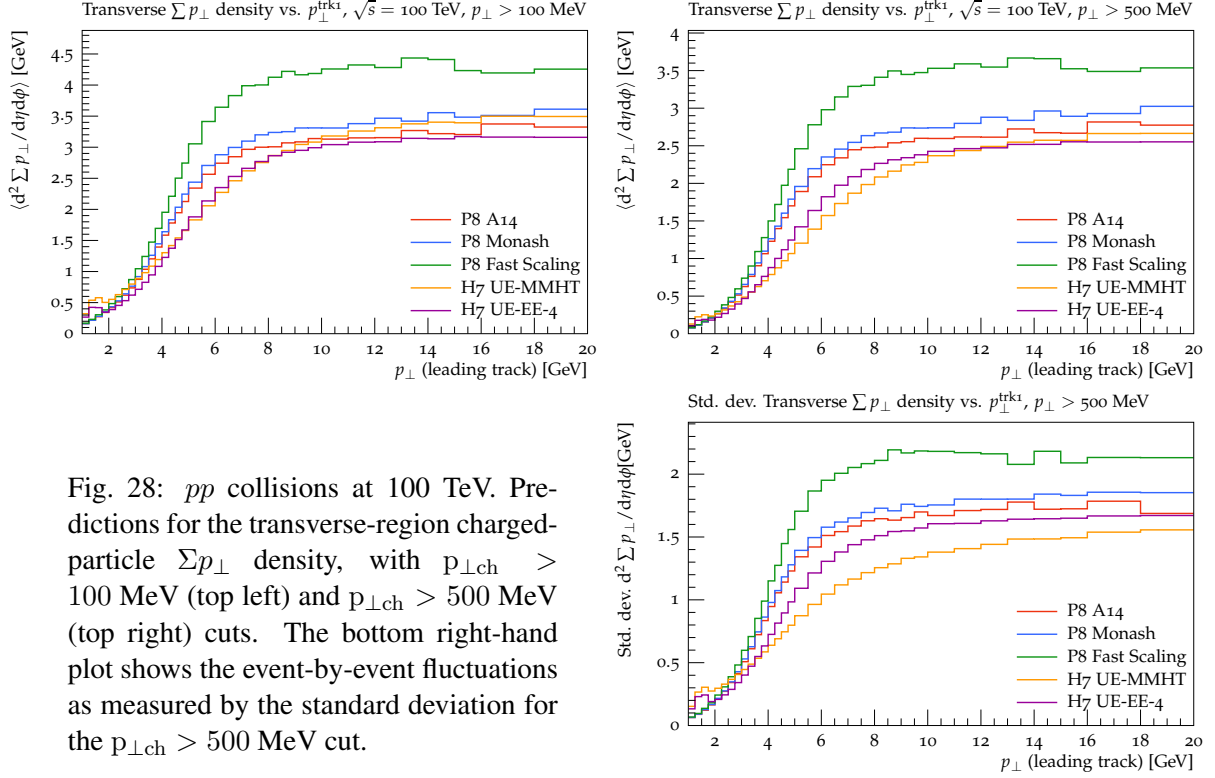 Transverse ∑ p⊥ density vs. p⊥^trk1, √s = 100 TeV, p⊥ > 100 MeV
⟨d² ∑ p⊥/dηdϕ⟩ [GeV]
4.5
4
3.5
3
2.5
2
1.5
1
0.5
0
P8 A14
P8 Monash
P8 Fast Scaling
H7 UE-MMHT
H7 UE-EE-4
2 4 6 8 10 12 14 16 18 20
p⊥ (leading track) [GeV]
Transverse ∑ p⊥ density vs. p⊥^trk1, √s = 100 TeV, p⊥ > 500 MeV
⟨d² ∑ p⊥/dηdϕ⟩ [GeV]
4
3.5
3
2.5
2
1.5
1
0.5
0
P8 A14
P8 Monash
P8 Fast Scaling
H7 UE-MMHT
H7 UE-EE-4
2 4 6 8 10 12 14 16 18 20
p⊥ (leading track) [GeV]
Fig. 28: pp collisions at 100 TeV. Pre-
dictions for the transverse-region charged-
particle Σp⊥ density, with p⊥ch >
100 MeV (top left) and p⊥ch > 500 MeV
(top right) cuts. The bottom right-hand
plot shows the event-by-event fluctuations
as measured by the standard deviation for
the p⊥ch > 500 MeV cut.
Std. dev. Transverse ∑ p⊥ density vs. p⊥^trk1, p⊥ > 500 MeV
Std. dev. d² ∑ p⊥/dηdϕ[GeV]
2
1.5
1
0.5
0
P8 A14
P8 Monash
P8 Fast Scaling
H7 UE-MMHT
H7 UE-EE-4
2 4 6 8 10 12 14 16 18 20
p⊥ (leading track) [GeV]